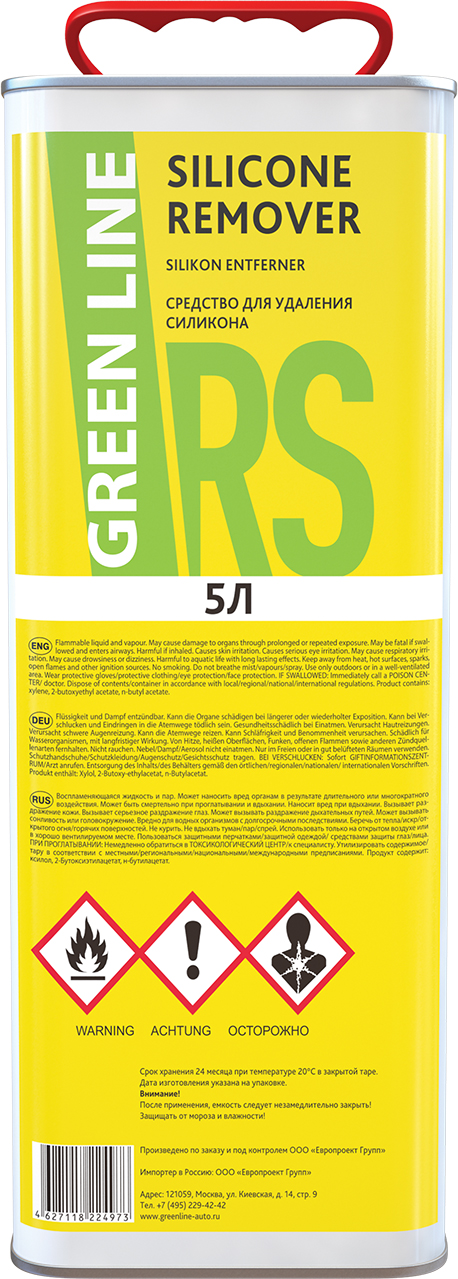 GREEN LINE
SILICONE
REMOVER
SILIKON ENTFERNER
СРЕДСТВО ДЛЯ УДАЛЕНИЯ
СИЛИКОНА
RS
5Л
ENG Flammable liquid and vapour. May cause damage to organs through prolonged or repeated exposure. May be fatal if swal-
lowed and enters airways. Harmful if inhaled. Causes skin irritation. Causes serious eye irritation. May cause respiratory irri-
tation. May cause drowsiness or dizziness. Harmful to aquatic life with long lasting effects. Keep away from heat, hot surfaces, sparks,
open flames and other ignition sources. No smoking. Do not breathe mist/vapours/spray. Use only outdoors or in a well-ventilated
area. Wear protective gloves/protective clothing/eye protection/face protection. IF SWALLOWED: Immediately call a POISON CEN-
TER/ doctor. Dispose of contents/container in accordance with local/regional/national/international regulations. Product contains:
xylene, 2-butoxyethyl acetate, n-butyl acetate.
DEU Flüssigkeit und Dampf entzündbar. Kann die Organe schädigen bei längerer oder wiederholter Exposition. Kann bei Ver-
schlucken und Eindringen in die Atemwege tödlich sein. Gesundheitsschädlich bei Einatmen. Verursacht Hautreizungen.
Verursacht schwere Augenreizung. Kann die Atemwege reizen. Kann Schläfrigkeit und Benommenheit verursachen. Schädlich für
Wasserorganismen, mit langfristiger Wirkung. Von Hitze, heißen Oberflächen, Funken, offenen Flammen sowie anderen Zündquel-
lenarten fernhalten. Nicht rauchen. Nebel/Dampf/Aerosol nicht einatmen. Nur im Freien oder in gut belüfteten Räumen verwenden.
Schutzhandschuhe/Schutzkleidung/Augenschutz/Gesichtsschutz tragen. BEI VERSCHLUCKEN: Sofort GIFTINFORMATIONSZENT-
RUM/Arzt anrufen. Entsorgung des Behälters gemäß den örtlichen/regionalen/nationalen/ internationalen Vorschriften.
Produkt enthält: Xylol, 2-Butoxy-ethylacetat, n-Butylacetat.
RUS Воспламеняющаяся жидкость и пар. Может наносить вред органам в результате длительного или многократного
воздействия. Может быть смертельно при проглатывании и вдыхании. Наносит вред при вдыхании. Вызывает раз-
дражение кожи. Вызывает серьезное раздражение глаз. Может вызвать раздражение дыхательных путей. Может вызывать
сонливость или головокружение. Вредно для водных организмов с долгосрочными последствиями. Беречь от тепла/искр/от-
крытого огня/горячих поверхностей. Не курить. Не вдыхать туман/пар/спрей. Использовать только на открытом воздухе или
в хорошо вентилируемом месте. Пользоваться защитными перчатками/защитной одеждой/ средствами защиты глаз/лица.
ПРИ ПРОГЛАТЫВАНИИ: Немедленно обратиться в ТОКСИКОЛОГИЧЕСКИЙ ЦЕНТР/к специалисту. Утилизировать содержимое/
тару в соответствии с местными/региональными/национальными/международными предписаниями. Продукт содержит:
ксилол, 2-Бутоксиэтилацетат, н-бутилацетат.
WARNING ACHTUNG ОСТОРОЖНО
Срок хранения 24 месяца при температуре 20°С в закрытой таре.
Дата изготовления указана на упаковке.
Внимание!
После применения, емкость следует незамедлительно закрыть!
Защищать от мороза и влажности!
Произведено по заказу и под контролем ООО «Европроект Групп»
Импортер в Россию: ООО «Европроект Групп»
Адрес: 121059, Москва, ул. Киевская, д. 14, стр. 9
Тел. +7 (495) 229-42-42
www.greenline-auto.ru
4 627118 224973